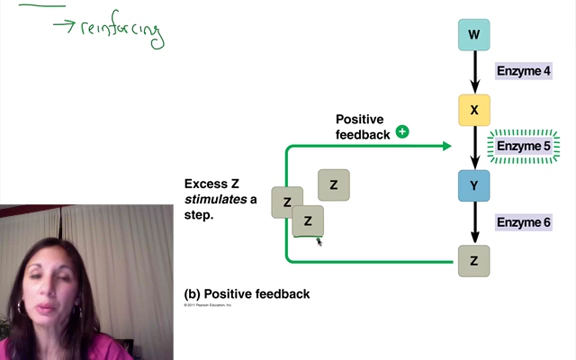 → reinforcing
W
Enzyme 4
X
Positive
feedback +
Enzyme 5
Excess Z
stimulates a
step.
Z
Z
Z
Y
Enzyme 6
Z
(b) Positive feedback
© 2011 Pearson Education, Inc.